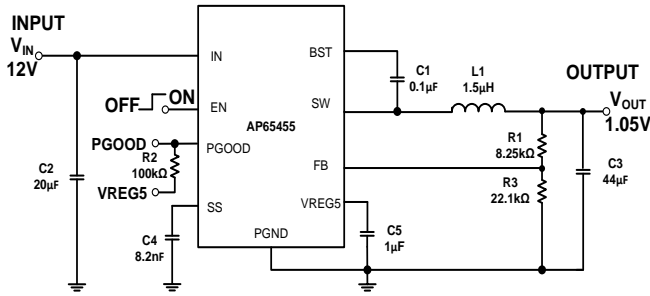 INPUT
V_IN
12V
C2
20µF
OFF
ON
PGOOD
R2
100kΩ
VREG5
C4
8.2nF
IN
EN
PGOOD
SS
AP65455
PGND
BST
SW
FB
VREG5
C1
0.1µF
L1
1.5µH
C5
1µF
OUTPUT
V_OUT
1.05V
R1
8.25kΩ
R3
22.1kΩ
C3
44µF